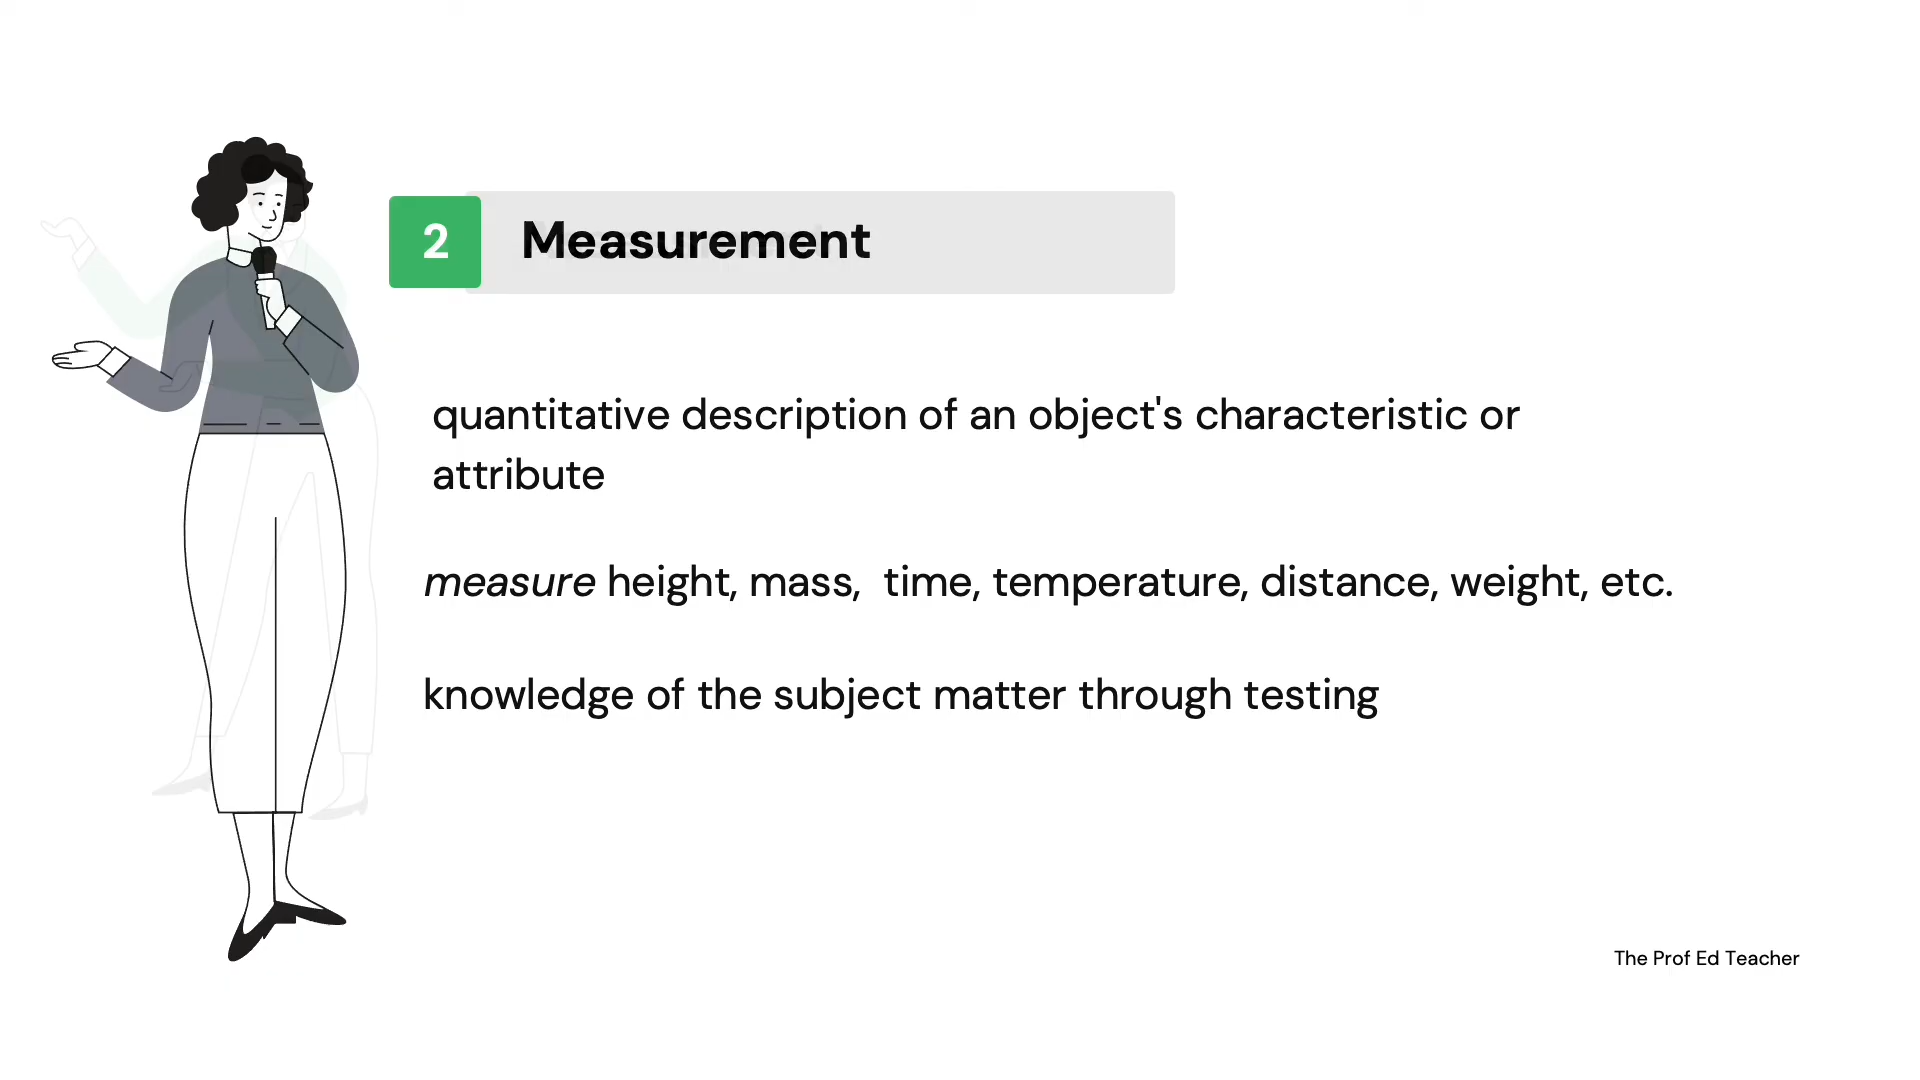 2 Measurement
quantitative description of an object's characteristic or
attribute
measure height, mass, time, temperature, distance, weight, etc.
knowledge of the subject matter through testing
The Prof Ed Teacher